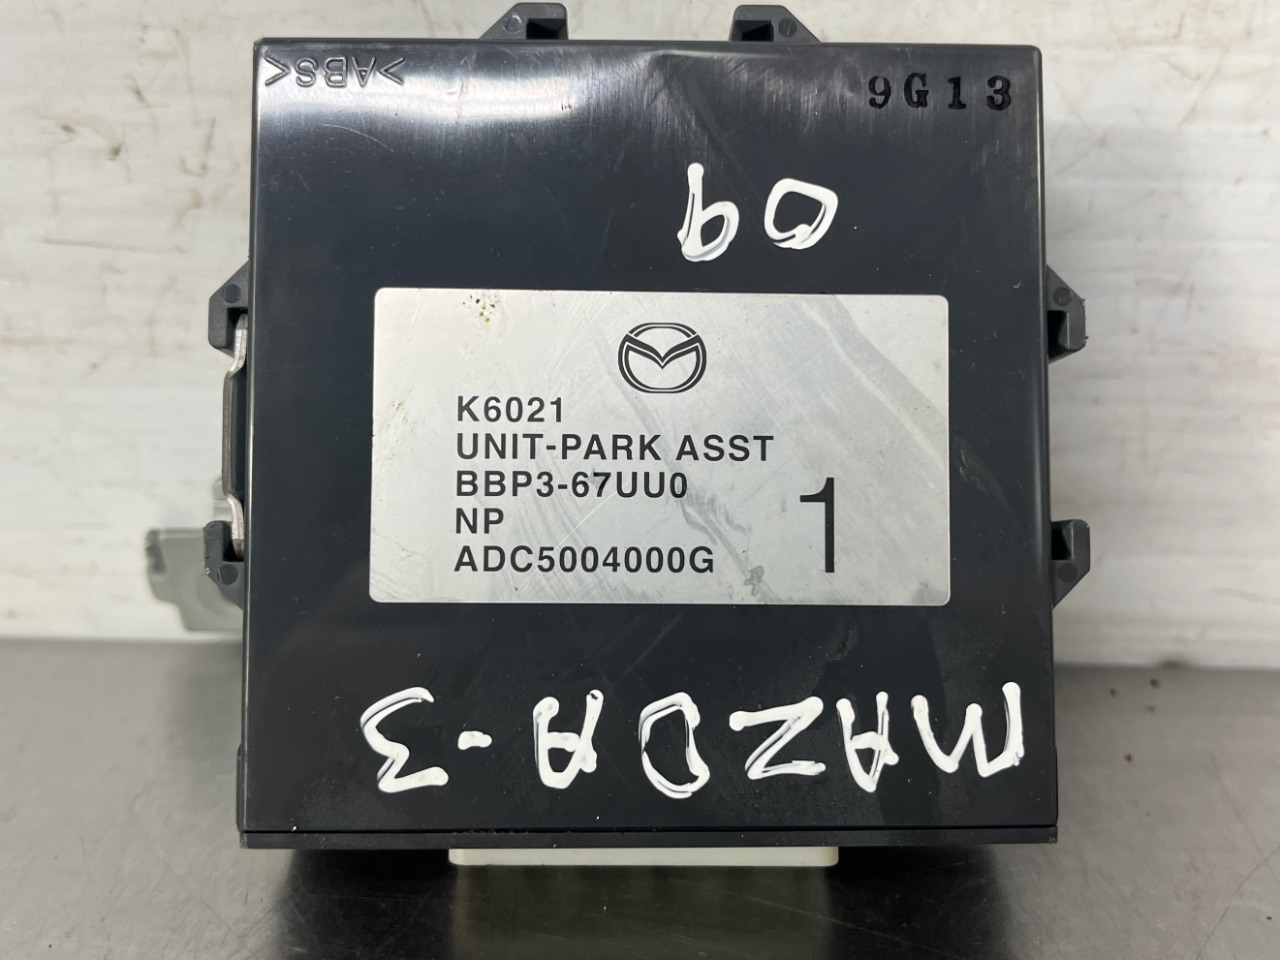 >ABS<
9G13
09
K6021
UNIT-PARK ASST
BBP3-67UU0
NP
ADC5004000G
1
MAZDA-3